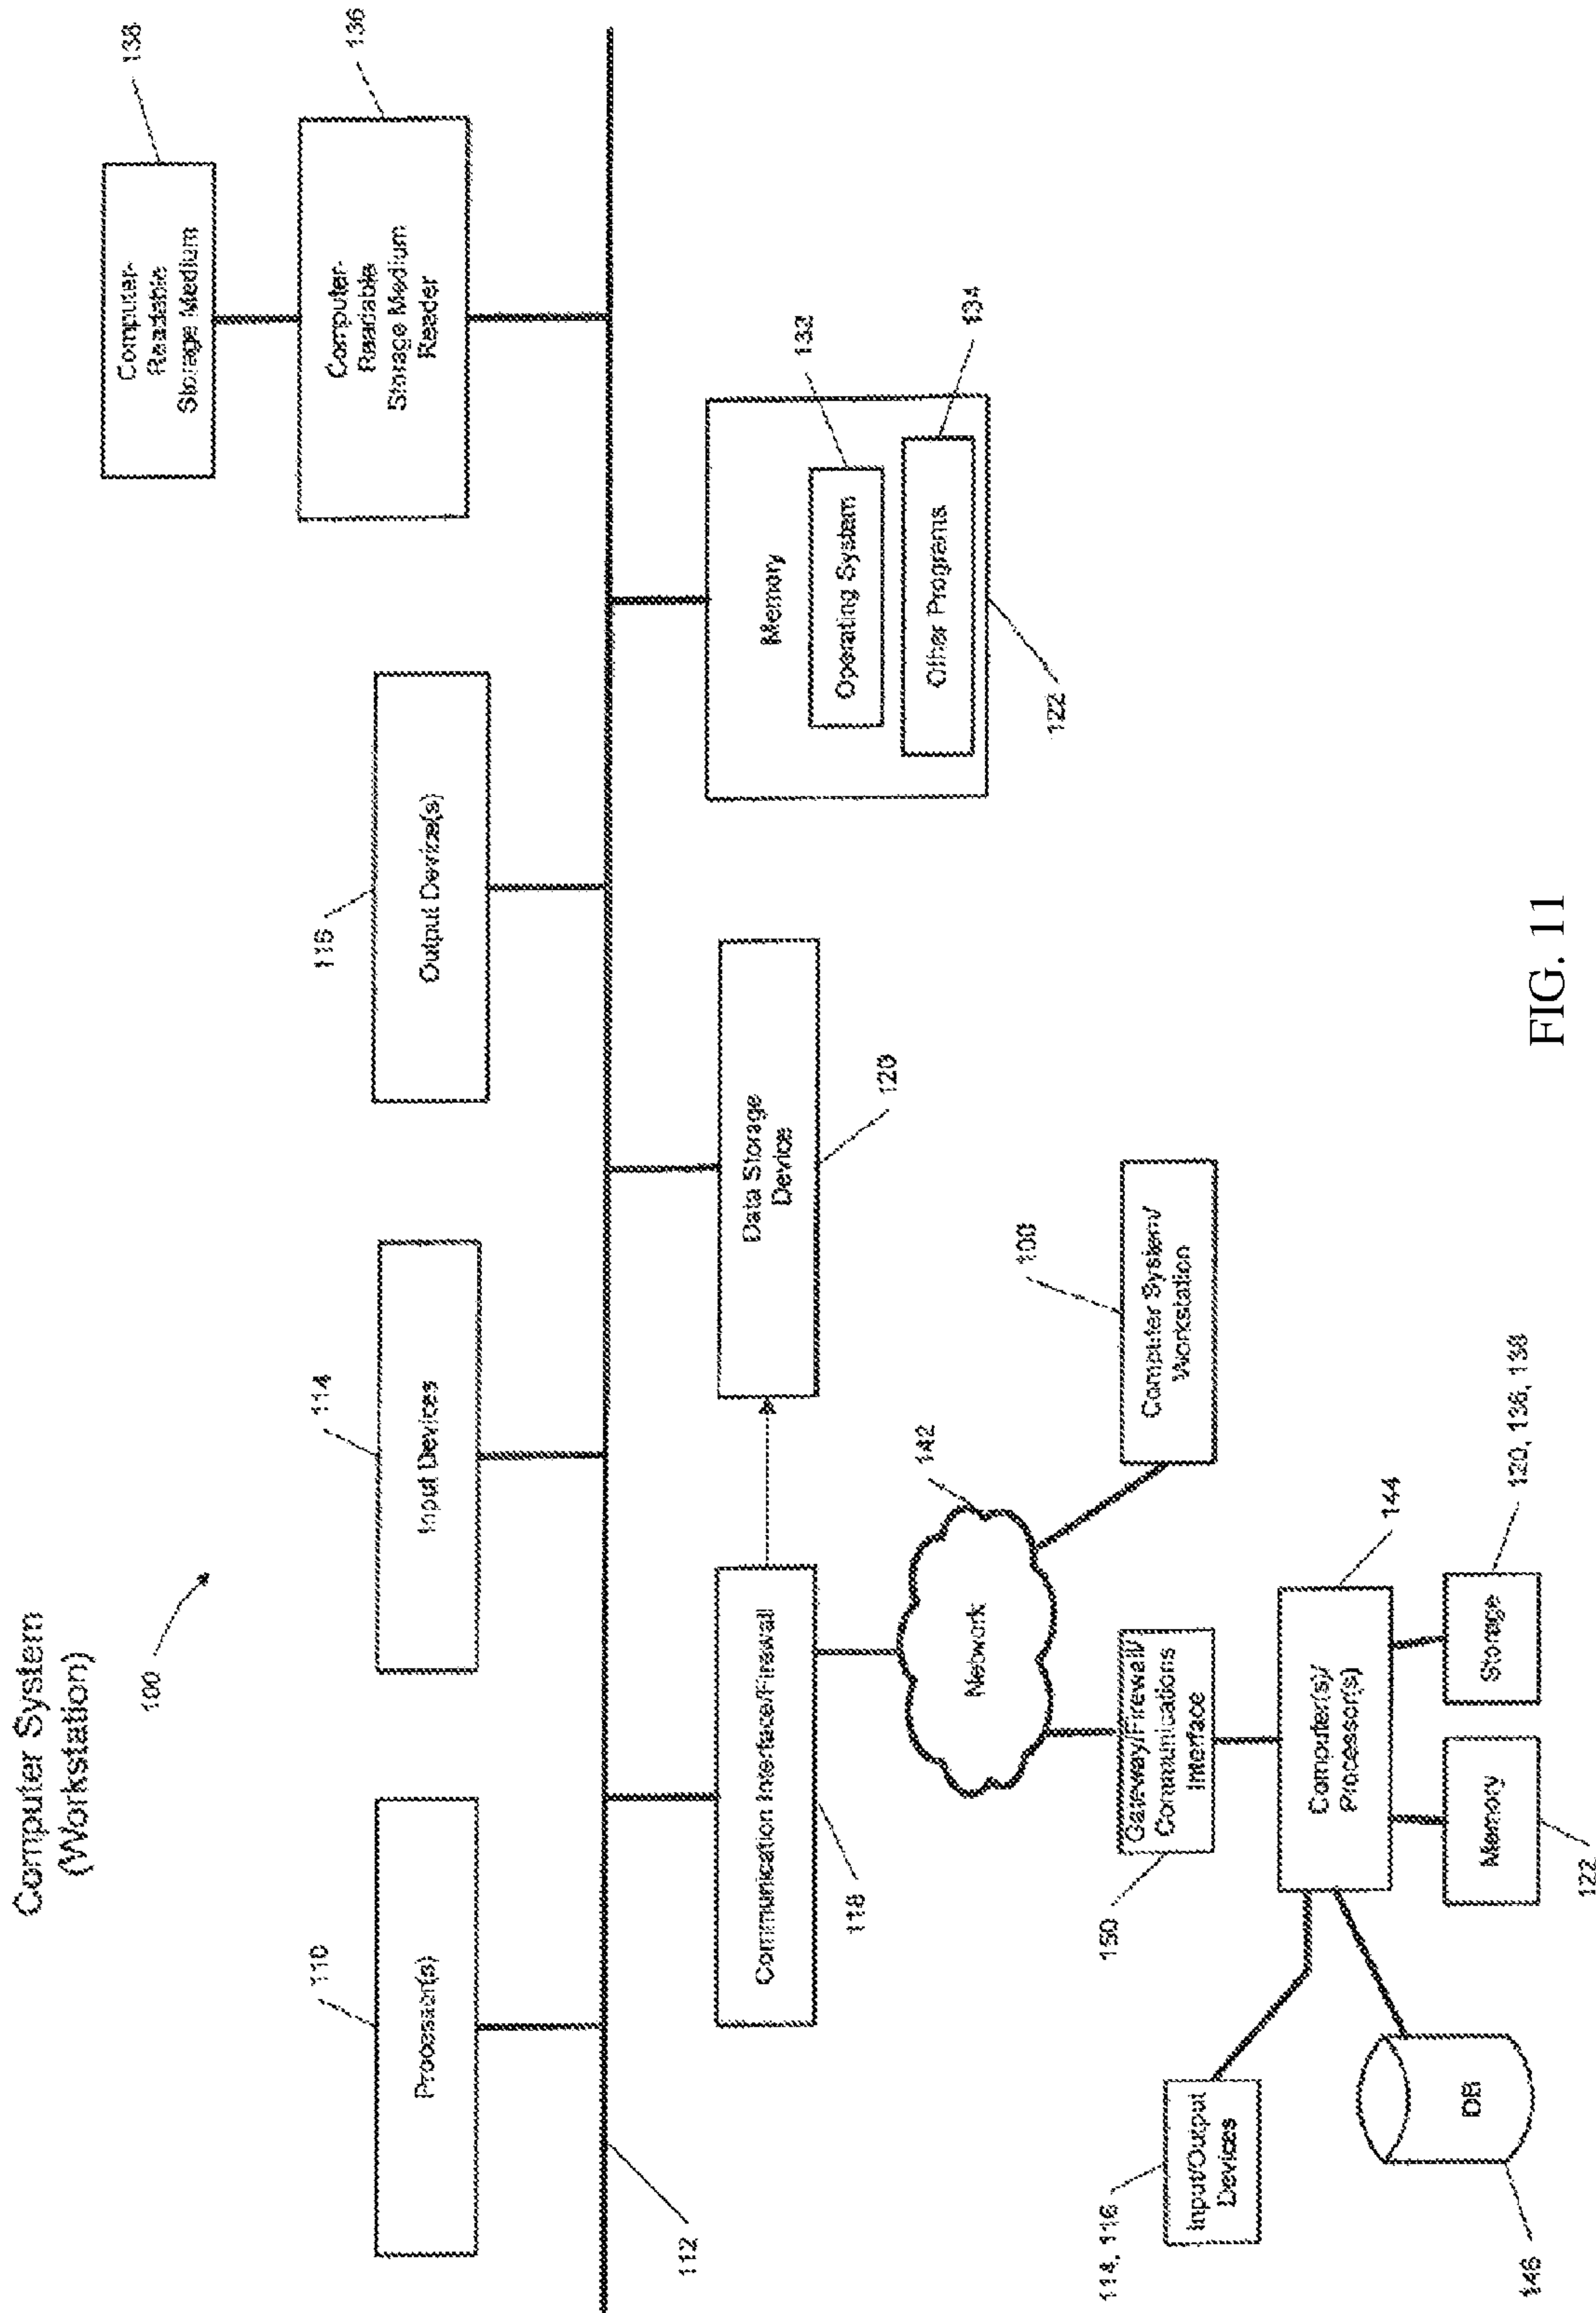 Computer System
(Workstation)
100
110
Processor(s)
114
Input Devices
116
Output Device(s)
138
Computer-
Readable
Storage Medium
136
Computer-
Readable
Storage Medium
Reader
112
Communication Interface/Firewall
118
Data Storage
Device
120
Memory
Operating System
132
Other Programs
134
122
142
Network
100
Computer System/
Workstation
Gateway/Firewall/
Communications
Interface
150
Computer(s)/
Processor(s)
144
Input/Output
Devices
114, 116
DB
146
Memory
122
Storage
120, 136, 138
FIG. 11